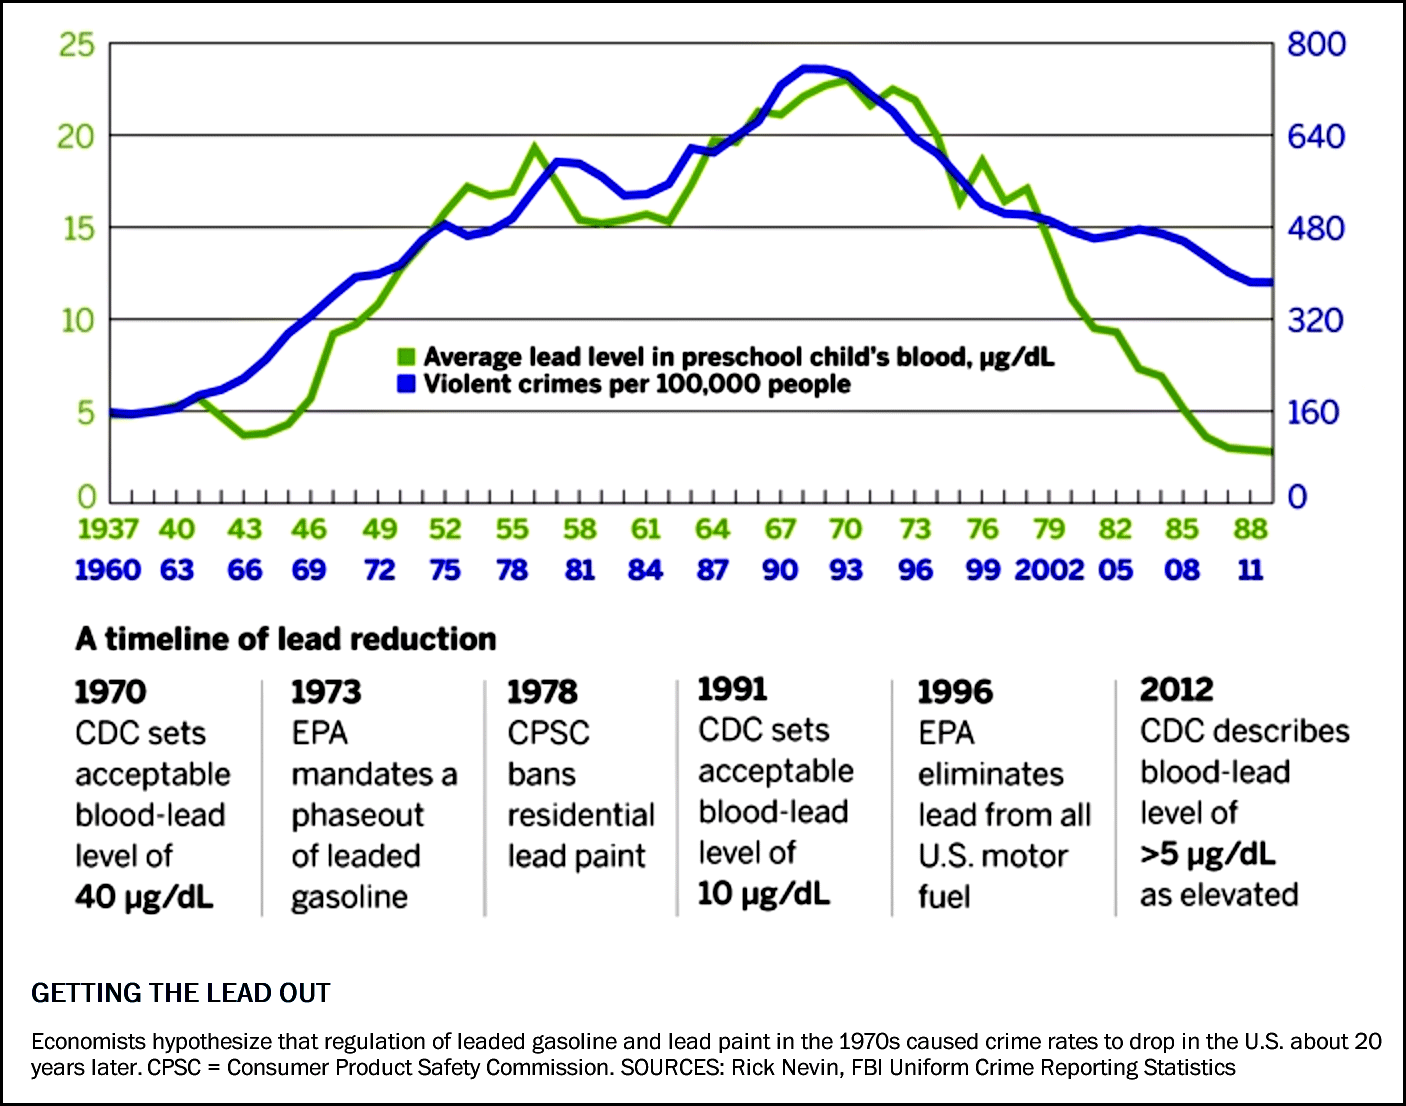 25 800
20 640
15 480
10 320
Average lead level in preschool child's blood, µg/dL
Violent crimes per 100,000 people
5 160
0 0
1937 40 43 46 49 52 55 58 61 64 67 70 73 76 79 82 85 88
1960 63 66 69 72 75 78 81 84 87 90 93 96 99 2002 05 08 11
A timeline of lead reduction
1970
CDC sets
acceptable
blood-lead
level of
40 µg/dL
1973
EPA
mandates a
phaseout
of leaded
gasoline
1978
CPSC
bans
residential
lead paint
1991
CDC sets
acceptable
blood-lead
level of
10 µg/dL
1996
EPA
eliminates
lead from all
U.S. motor
fuel
2012
CDC describes
blood-lead
level of
>5 µg/dL
as elevated
GETTING THE LEAD OUT
Economists hypothesize that regulation of leaded gasoline and lead paint in the 1970s caused crime rates to drop in the U.S. about 20
years later. CPSC = Consumer Product Safety Commission. SOURCES: Rick Nevin, FBI Uniform Crime Reporting Statistics